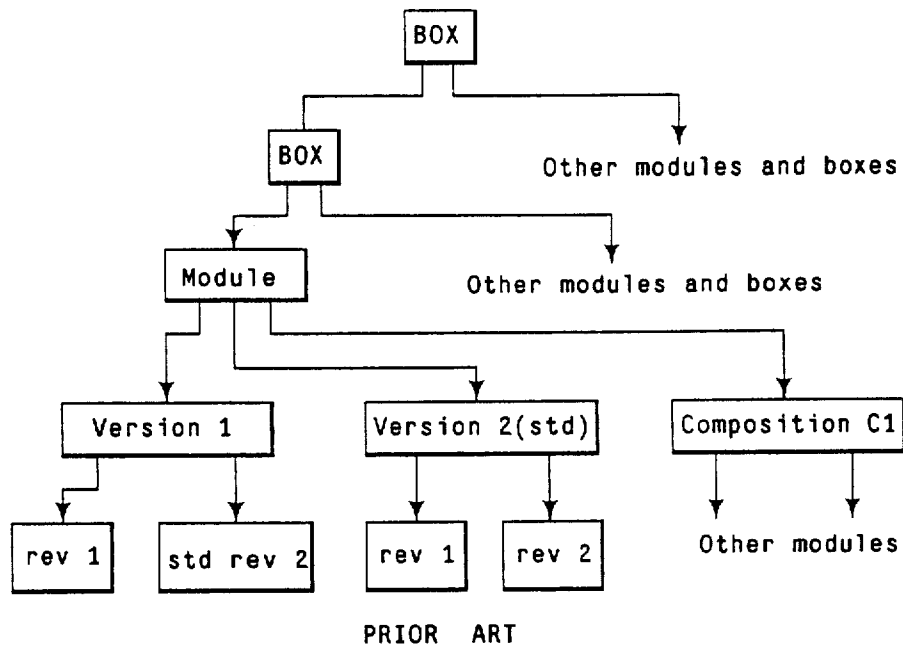 BOX
BOX
Other modules and boxes
Module
Other modules and boxes
Version 1
Version 2(std)
Composition C1
rev 1
std rev 2
rev 1
rev 2
Other modules
PRIOR ART